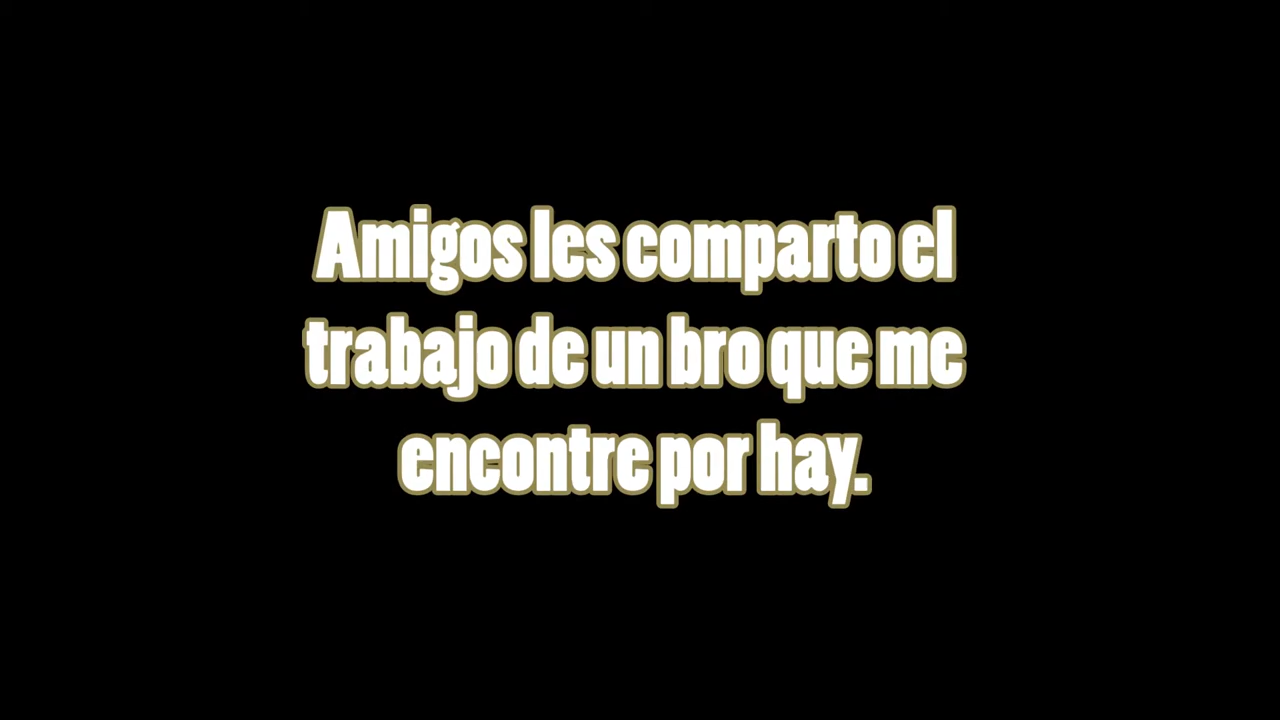 Amigos les comparto el
trabajo de un bro que me
encontre por hay.